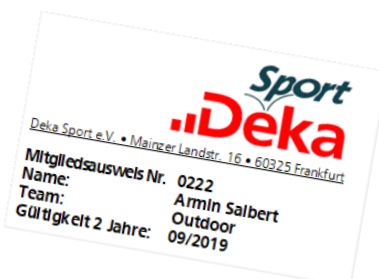 Sport
Deka
Deka Sport e.V. • Mainzer Landstr. 16 • 60325 Frankfurt
Mitgliedsausweis Nr. 0222
Name: Armin Salbert
Team: Outdoor
Gültigkeit 2 Jahre: 09/2019